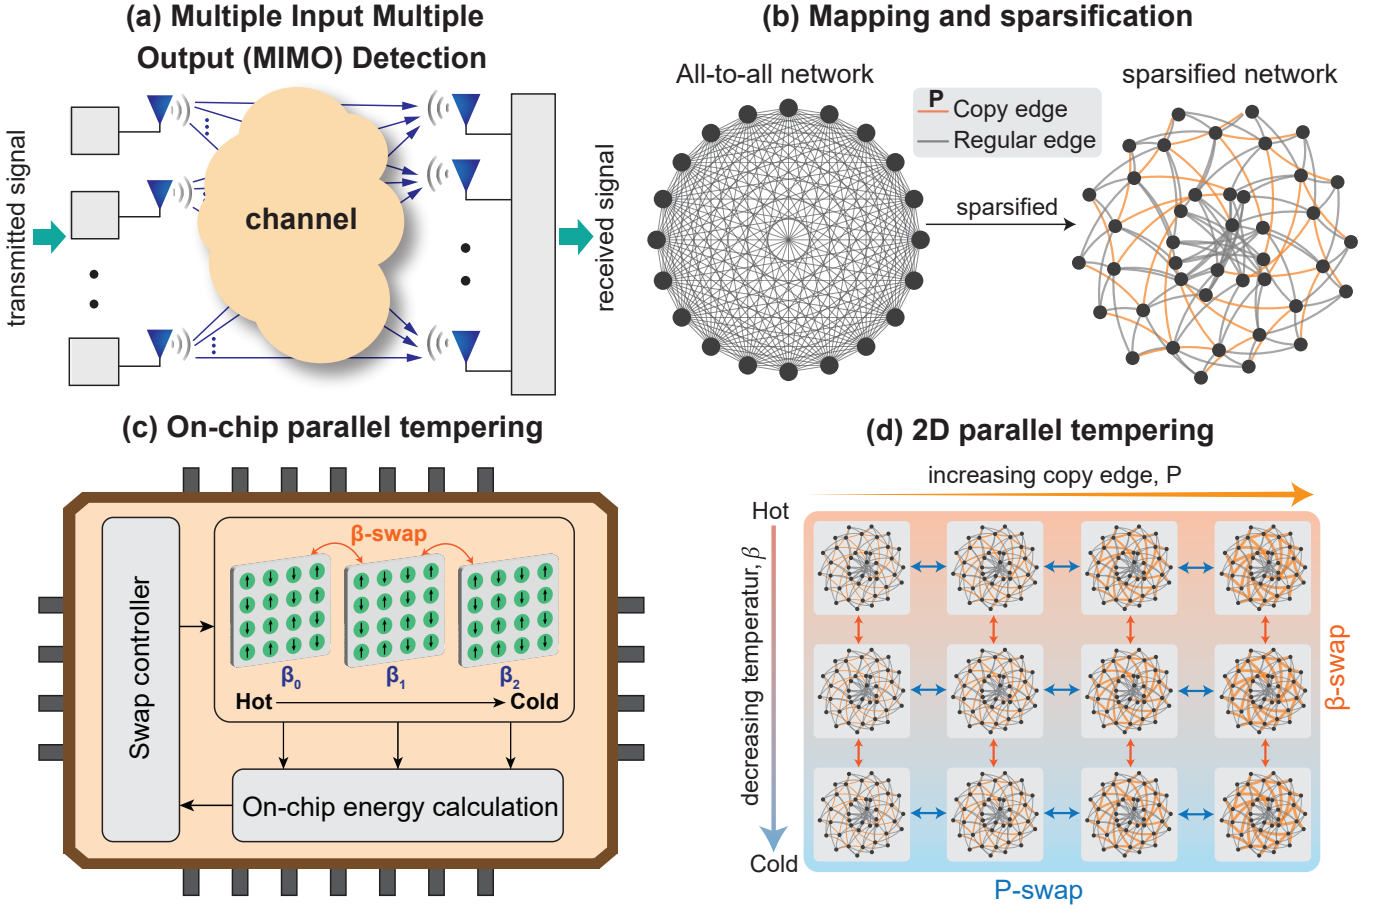 (a) Multiple Input Multiple
Output (MIMO) Detection
transmitted signal
channel
received signal
(b) Mapping and sparsification
All-to-all network
sparsified network
P
Copy edge
Regular edge
sparsified
(c) On-chip parallel tempering
Swap controller
β-swap
β0
β1
β2
Hot
Cold
On-chip energy calculation
(d) 2D parallel tempering
increasing copy edge, P
Hot
decreasing temperatur, β
Cold
β-swap
P-swap